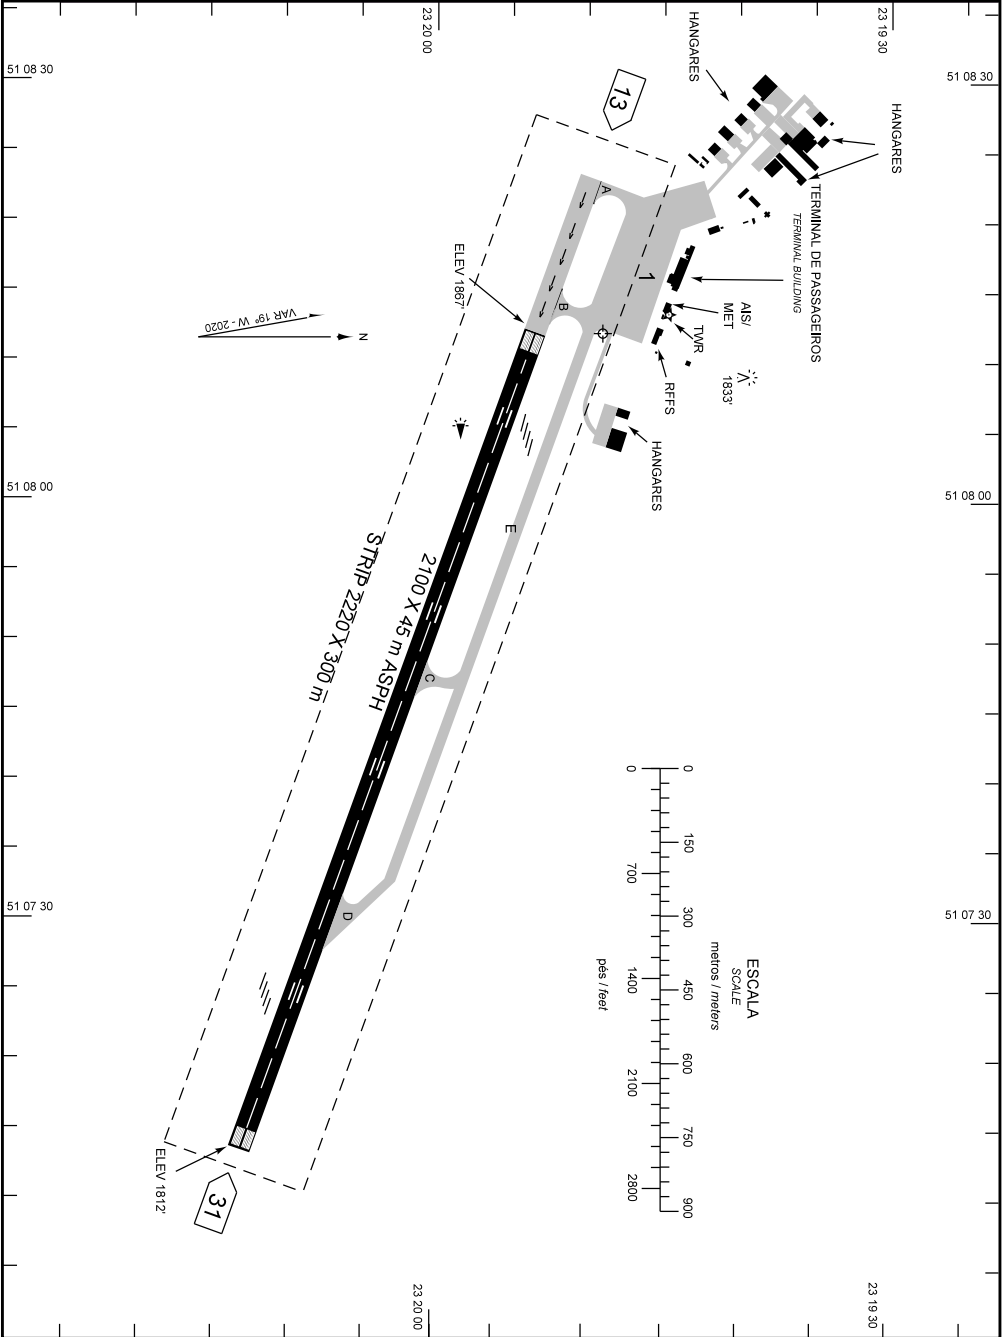 23 20 00
23 19 30
51 08 30
51 08 30
HANGARES
HANGARES
13
TERMINAL DE PASSAGEIROS
TERMINAL BUILDING
A
1
B
ELEV 1867'
AIS/
MET
TWR
RFFS
1833'
VAR 19° W - 2020
N
HANGARES
51 08 00
51 08 00
E
2100 X 45 m ASPH
STRIP 2220 X 300 m
C
D
51 07 30
51 07 30
ESCALA
SCALE
metros / meters
0 150 300 450 600 750 900
0 700 1400 2100 2800
pés / feet
ELEV 1812'
31
23 20 00
23 19 30